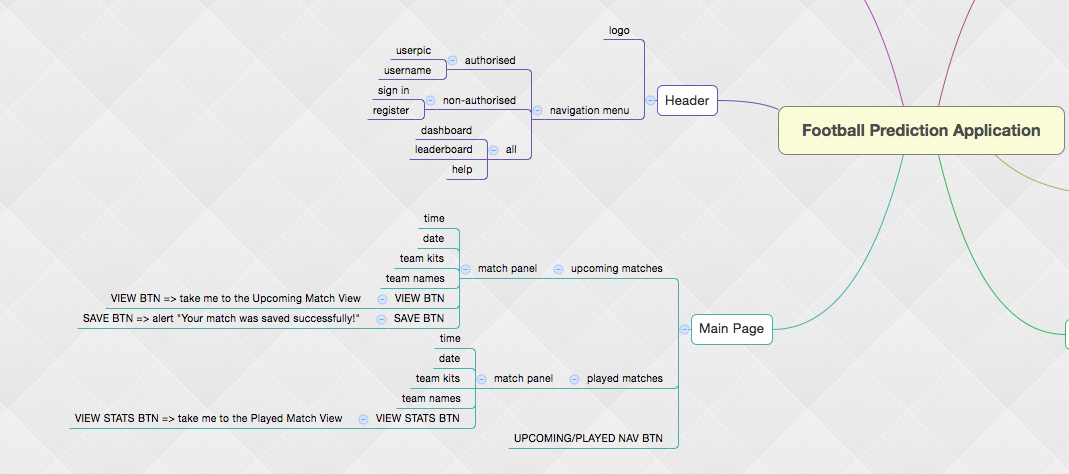 Football Prediction Application
Header
logo
navigation menu
authorised
userpic
username
non-authorised
sign in
register
all
dashboard
leaderboard
help
Main Page
upcoming matches
match panel
time
date
team kits
team names
VIEW BTN
VIEW BTN => take me to the Upcoming Match View
SAVE BTN
SAVE BTN => alert "Your match was saved successfully!"
played matches
match panel
time
date
team kits
team names
VIEW STATS BTN
VIEW STATS BTN => take me to the Played Match View
UPCOMING/PLAYED NAV BTN